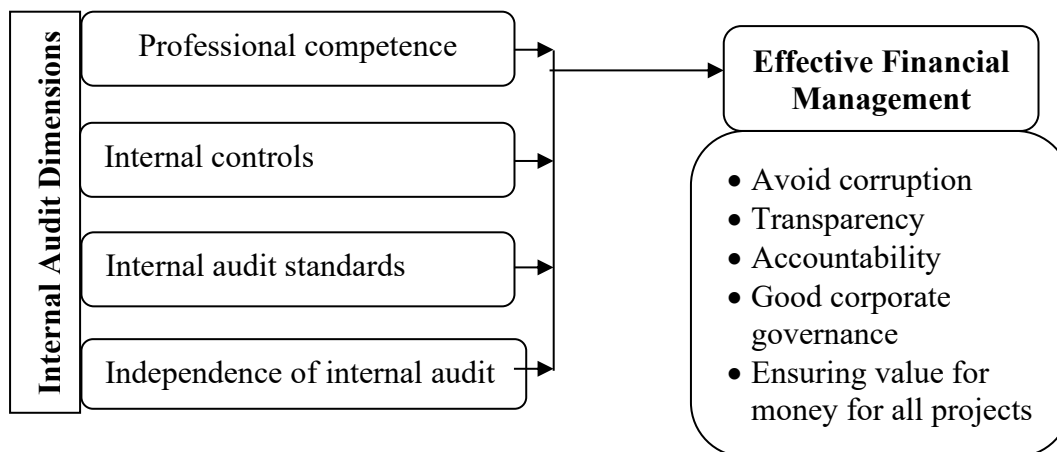 Internal Audit Dimensions
Professional competence
Internal controls
Internal audit standards
Independence of internal audit
Effective Financial
Management
• Avoid corruption
• Transparency
• Accountability
• Good corporate
governance
• Ensuring value for
money for all projects